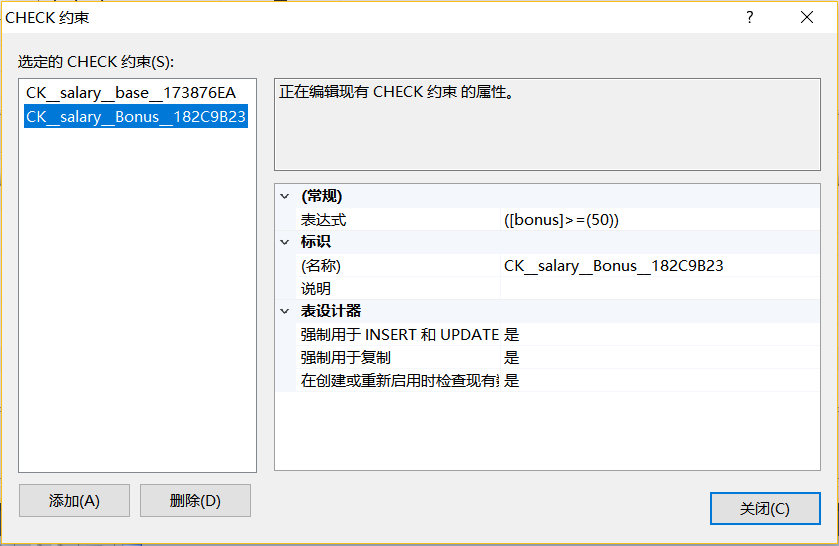 CHECK 约束
?
选定的 CHECK 约束(S):
CK__salary__base__173876EA
CK__salary__Bonus__182C9B23
正在编辑现有 CHECK 约束 的属性。
(常规)
表达式 ([bonus]>=(50))
标识
(名称) CK__salary__Bonus__182C9B23
说明
表设计器
强制用于 INSERT 和 UPDATE 是
强制用于复制 是
在创建或重新启用时检查现有 是
添加(A) 删除(D)
关闭(C)